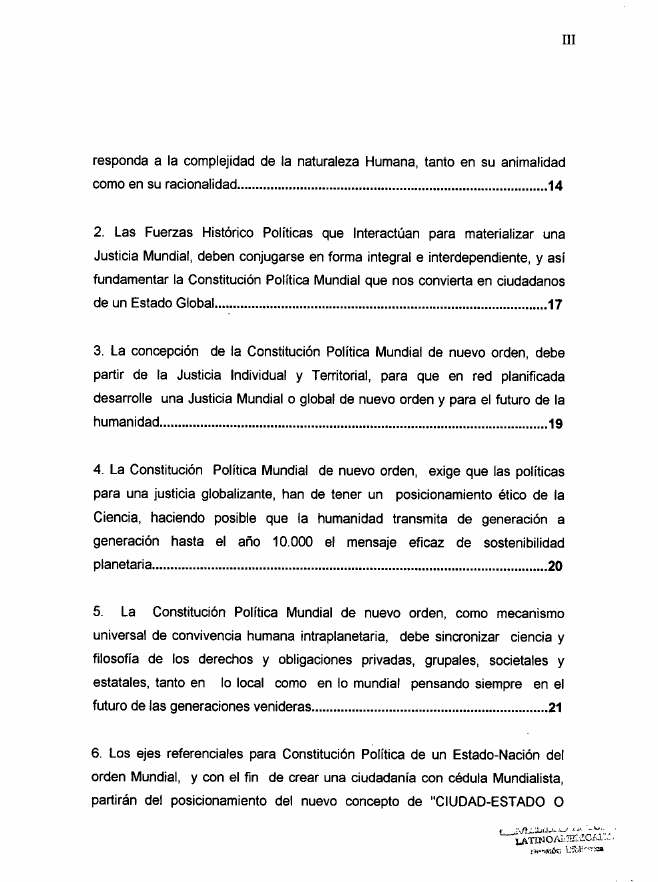 III
responda a la complejidad de la naturaleza Humana, tanto en su animalidad
como en su racionalidad....................................................................................14
2. Las Fuerzas Histórico Políticas que Interactúan para materializar una
Justicia Mundial, deben conjugarse en forma integral e interdependiente, y así
fundamentar la Constitución Política Mundial que nos convierta en ciudadanos
de un Estado Global..........................................................................................17
3. La concepción de la Constitución Política Mundial de nuevo orden, debe
partir de la Justicia Individual y Territorial, para que en red planificada
desarrolle una Justicia Mundial o global de nuevo orden y para el futuro de la
humanidad.........................................................................................................19
4. La Constitución Política Mundial de nuevo orden, exige que las políticas
para una justicia globalizante, han de tener un posicionamiento ético de la
Ciencia, haciendo posible que la humanidad transmita de generación a
generación hasta el año 10.000 el mensaje eficaz de sostenibilidad
planetaria...........................................................................................................20
5. La Constitución Política Mundial de nuevo orden, como mecanismo
universal de convivencia humana intraplanetaria, debe sincronizar ciencia y
filosofía de los derechos y obligaciones privadas, grupales, societales y
estatales, tanto en lo local como en lo mundial pensando siempre en el
futuro de las generaciones venideras................................................................21
6. Los ejes referenciales para Constitución Política de un Estado-Nación del
orden Mundial, y con el fin de crear una ciudadanía con cédula Mundialista,
partirán del posicionamiento del nuevo concepto de "CIUDAD-ESTADO O